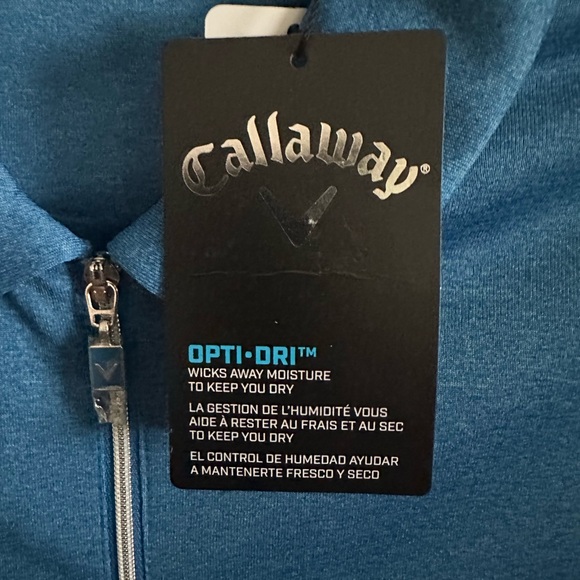 Callaway®
OPTI•DRI™
WICKS AWAY MOISTURE
TO KEEP YOU DRY
LA GESTION DE L'HUMIDITÉ VOUS
AIDE À RESTER AU FRAIS ET AU SEC
TO KEEP YOU DRY
EL CONTROL DE HUMEDAD AYUDAR
A MANTENERTE FRESCO Y SECO